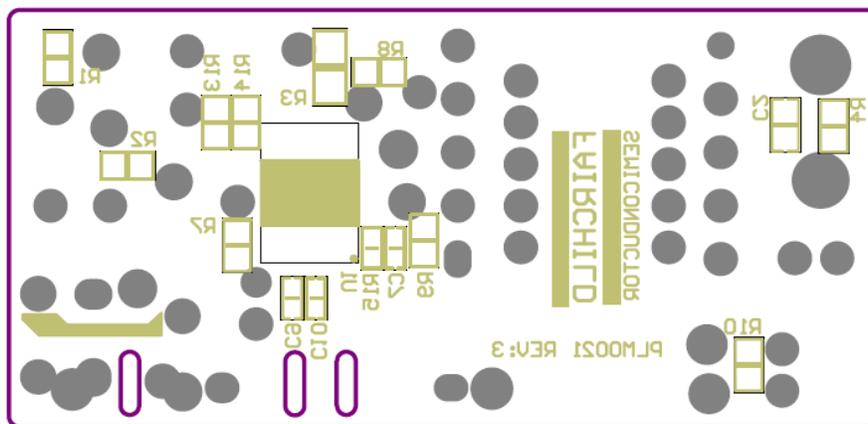 R1
R13
R14
R3
R8
R2
R7
U1
R15
C7
R9
C9
C10
FAIRCHILD
SEMICONDUCTOR
C2
R4
R10
PLM0021 REV:3